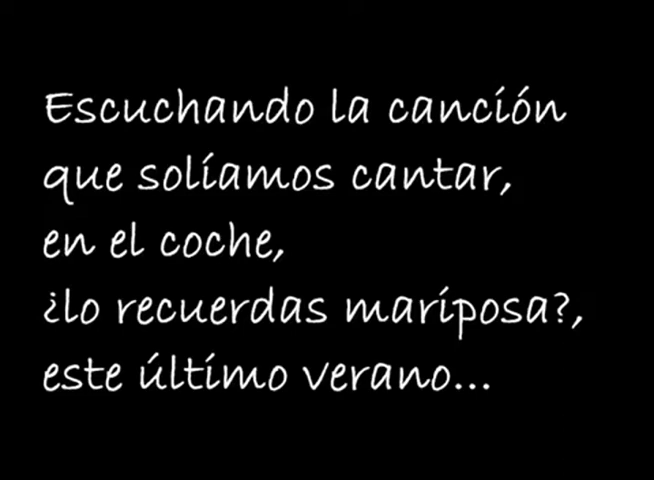 Escuchando la canción
que solíamos cantar,
en el coche,
¿lo recuerdas mariposa?,
este último verano...